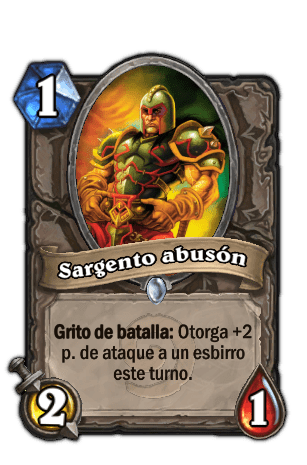 1
Sargento abusón
Grito de batalla: Otorga +2
p. de ataque a un esbirro
este turno.
2
1